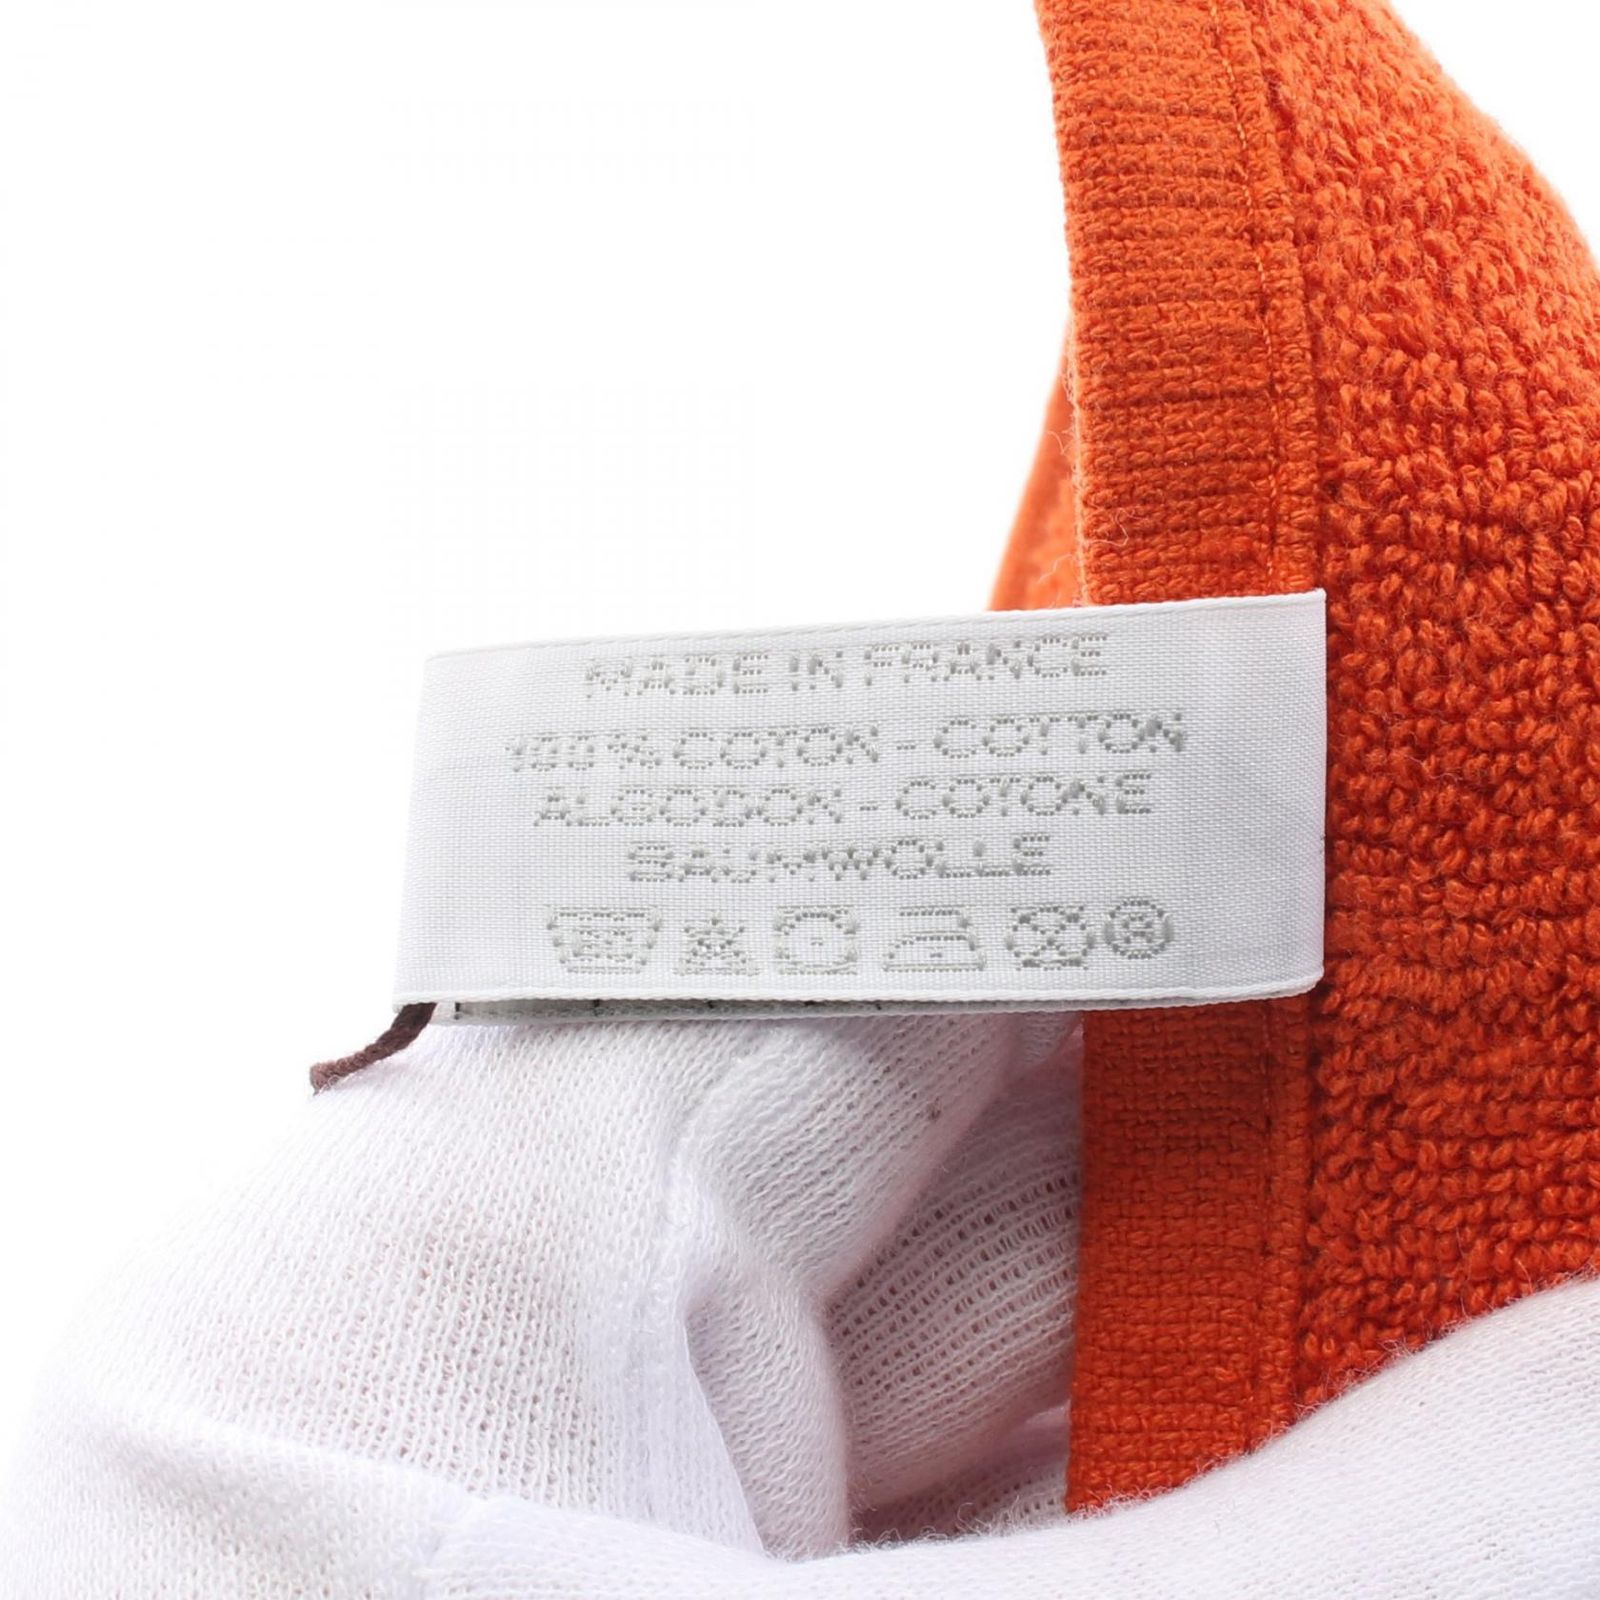 MADE IN FRANCE
100% COTON - COTTON
ALGODON - COTONE
BAUMWOLLE
®